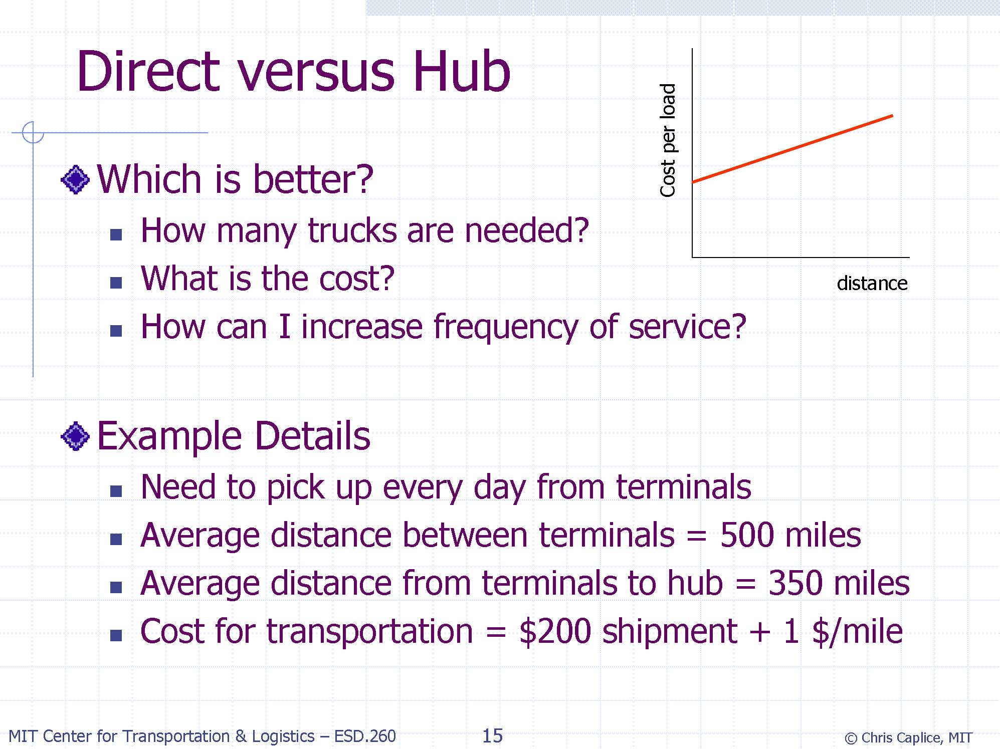 Direct versus Hub
Cost per load
distance
Which is better?
How many trucks are needed?
What is the cost?
How can I increase frequency of service?
Example Details
Need to pick up every day from terminals
Average distance between terminals = 500 miles
Average distance from terminals to hub = 350 miles
Cost for transportation = $200 shipment + 1 $/mile
MIT Center for Transportation & Logistics – ESD.260
15
© Chris Caplice, MIT